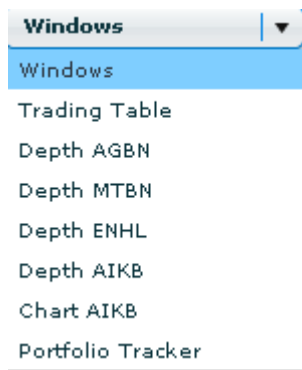 Windows
Windows
Trading Table
Depth AGBN
Depth MTBN
Depth ENHL
Depth AIKB
Chart AIKB
Portfolio Tracker